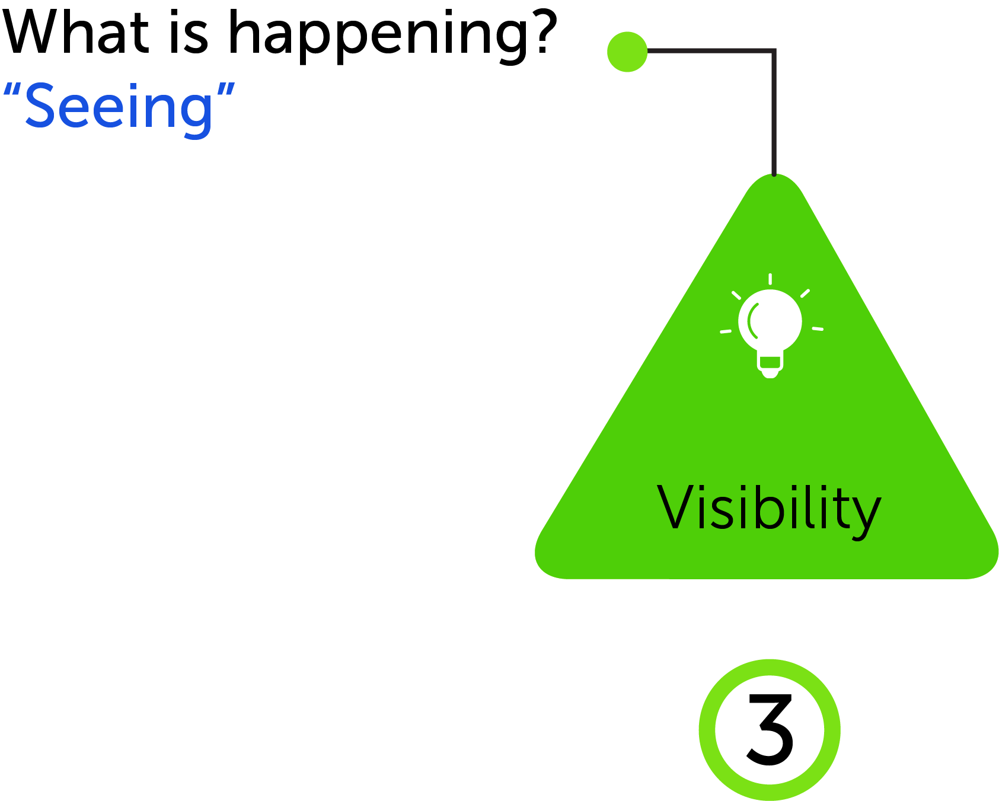 What is happening?
“Seeing”
Visibility
3